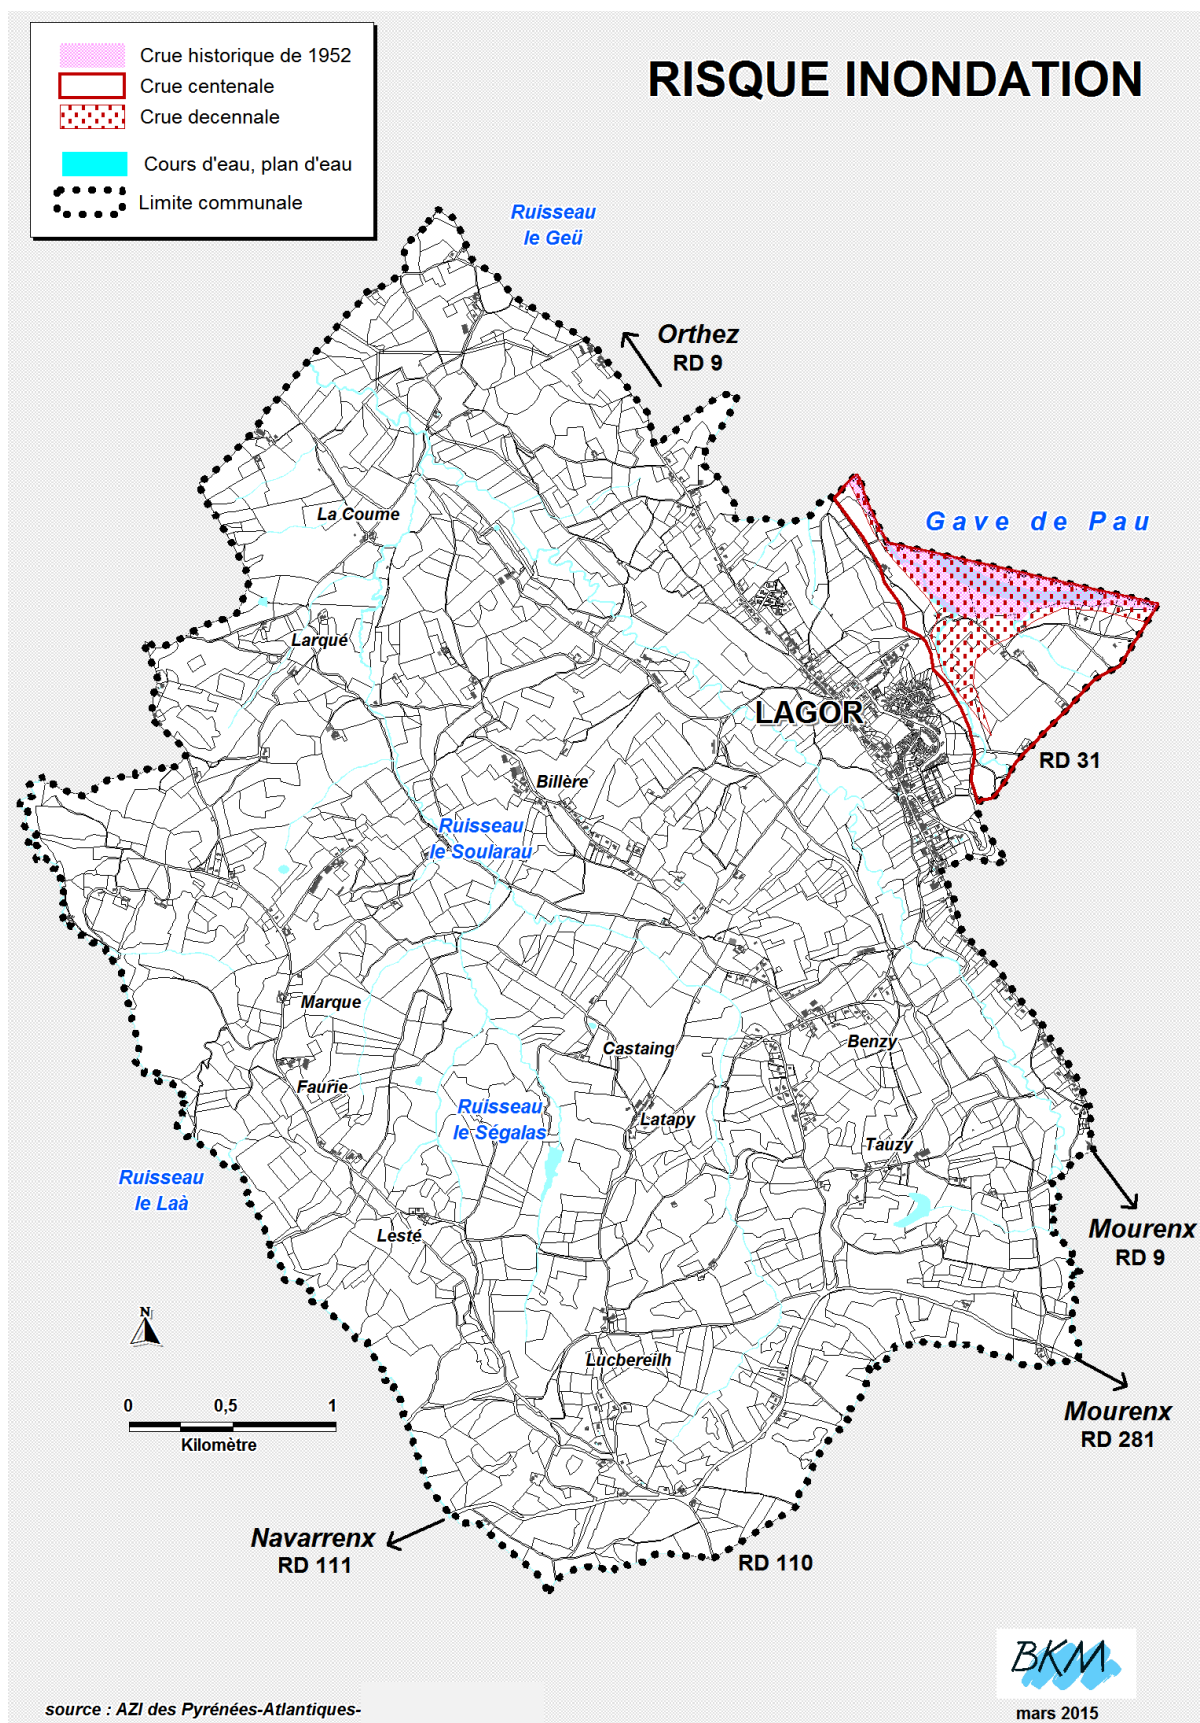 RISQUE INONDATION
Crue historique de 1952
Crue centenale
Crue decennale
Cours d'eau, plan d'eau
Limite communale
Ruisseau
le Geü
Orthez
RD 9
Gave de Pau
La Coume
Larqué
LAGOR
RD 31
Billère
Ruisseau
le Soularau
Marque
Castaing
Benzy
Faurie
Ruisseau
le Ségalas
Latapy
Tauzy
Ruisseau
le Laà
Lesté
Mourenx
RD 9
N
Lucbereilh
0 0,5 1
Kilomètre
Mourenx
RD 281
Navarrenx
RD 111
RD 110
BKM
source : AZI des Pyrénées-Atlantiques-
mars 2015